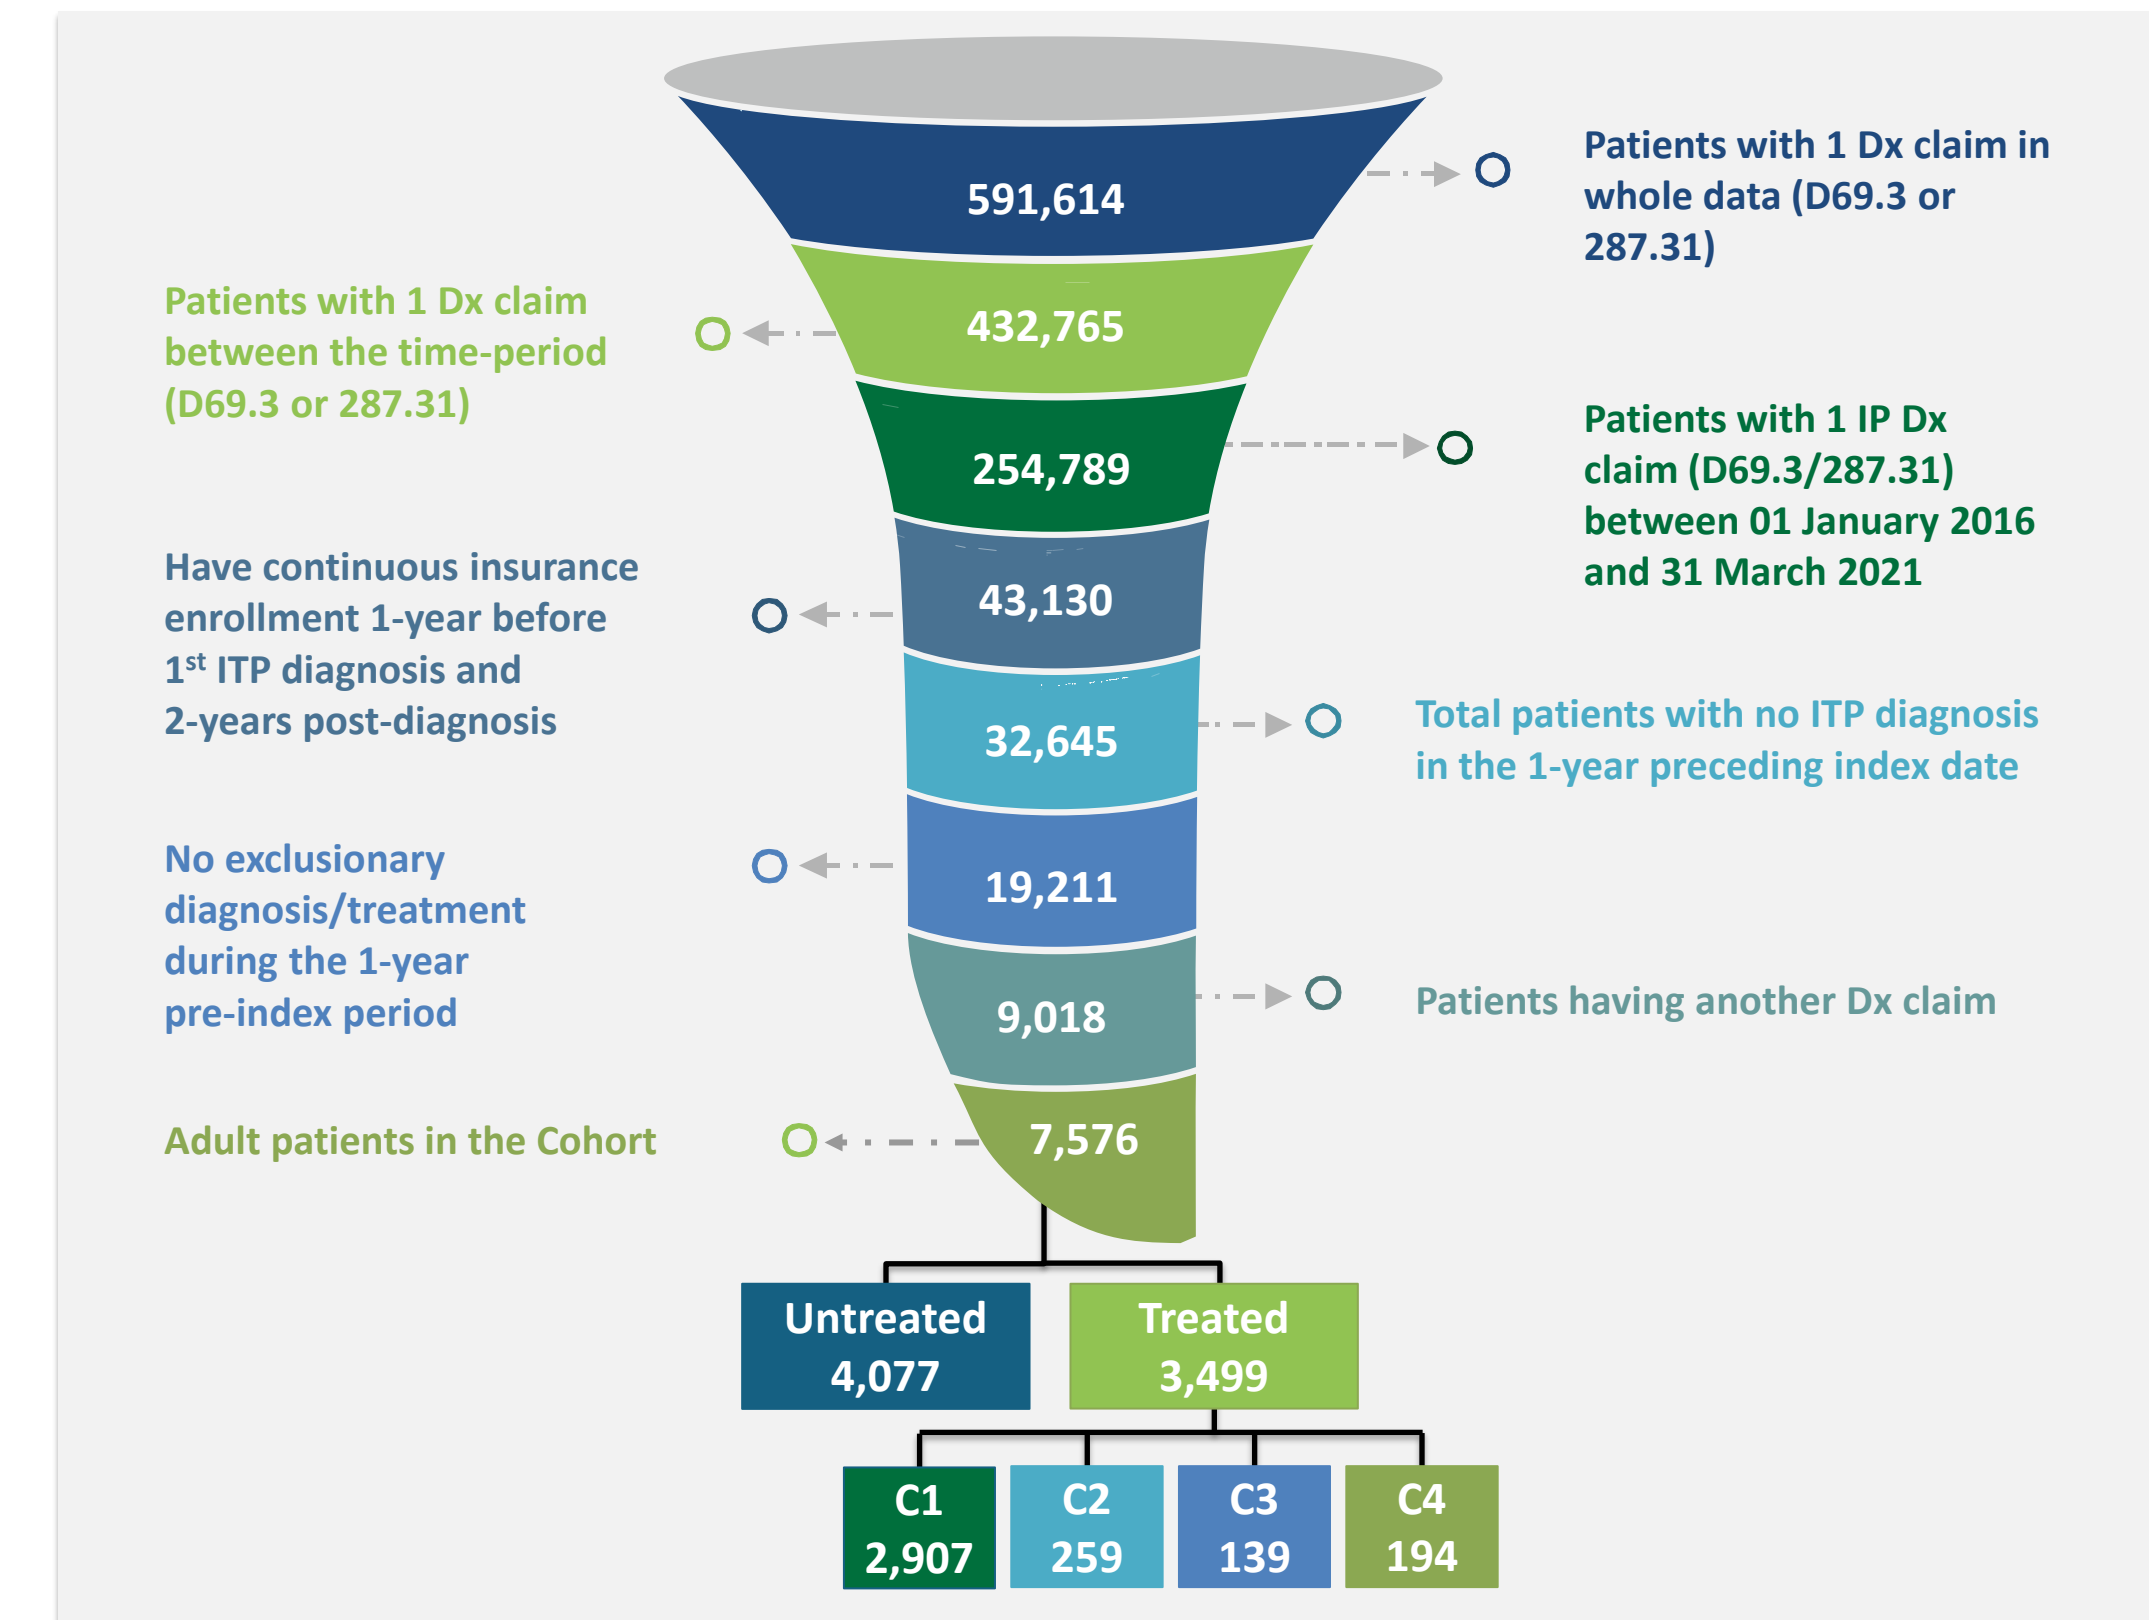 591,614
Patients with 1 Dx claim in
whole data (D69.3 or
287.31)
Patients with 1 Dx claim
between the time-period
(D69.3 or 287.31)
432,765
254,789
Patients with 1 IP Dx
claim (D69.3/287.31)
between 01 January 2016
and 31 March 2021
Have continuous insurance
enrollment 1-year before
1st ITP diagnosis and
2-years post-diagnosis
43,130
32,645
Total patients with no ITP diagnosis
in the 1-year preceding index date
No exclusionary
diagnosis/treatment
during the 1-year
pre-index period
19,211
9,018
Patients having another Dx claim
Adult patients in the Cohort
7,576
Untreated
4,077
Treated
3,499
C1
2,907
C2
259
C3
139
C4
194